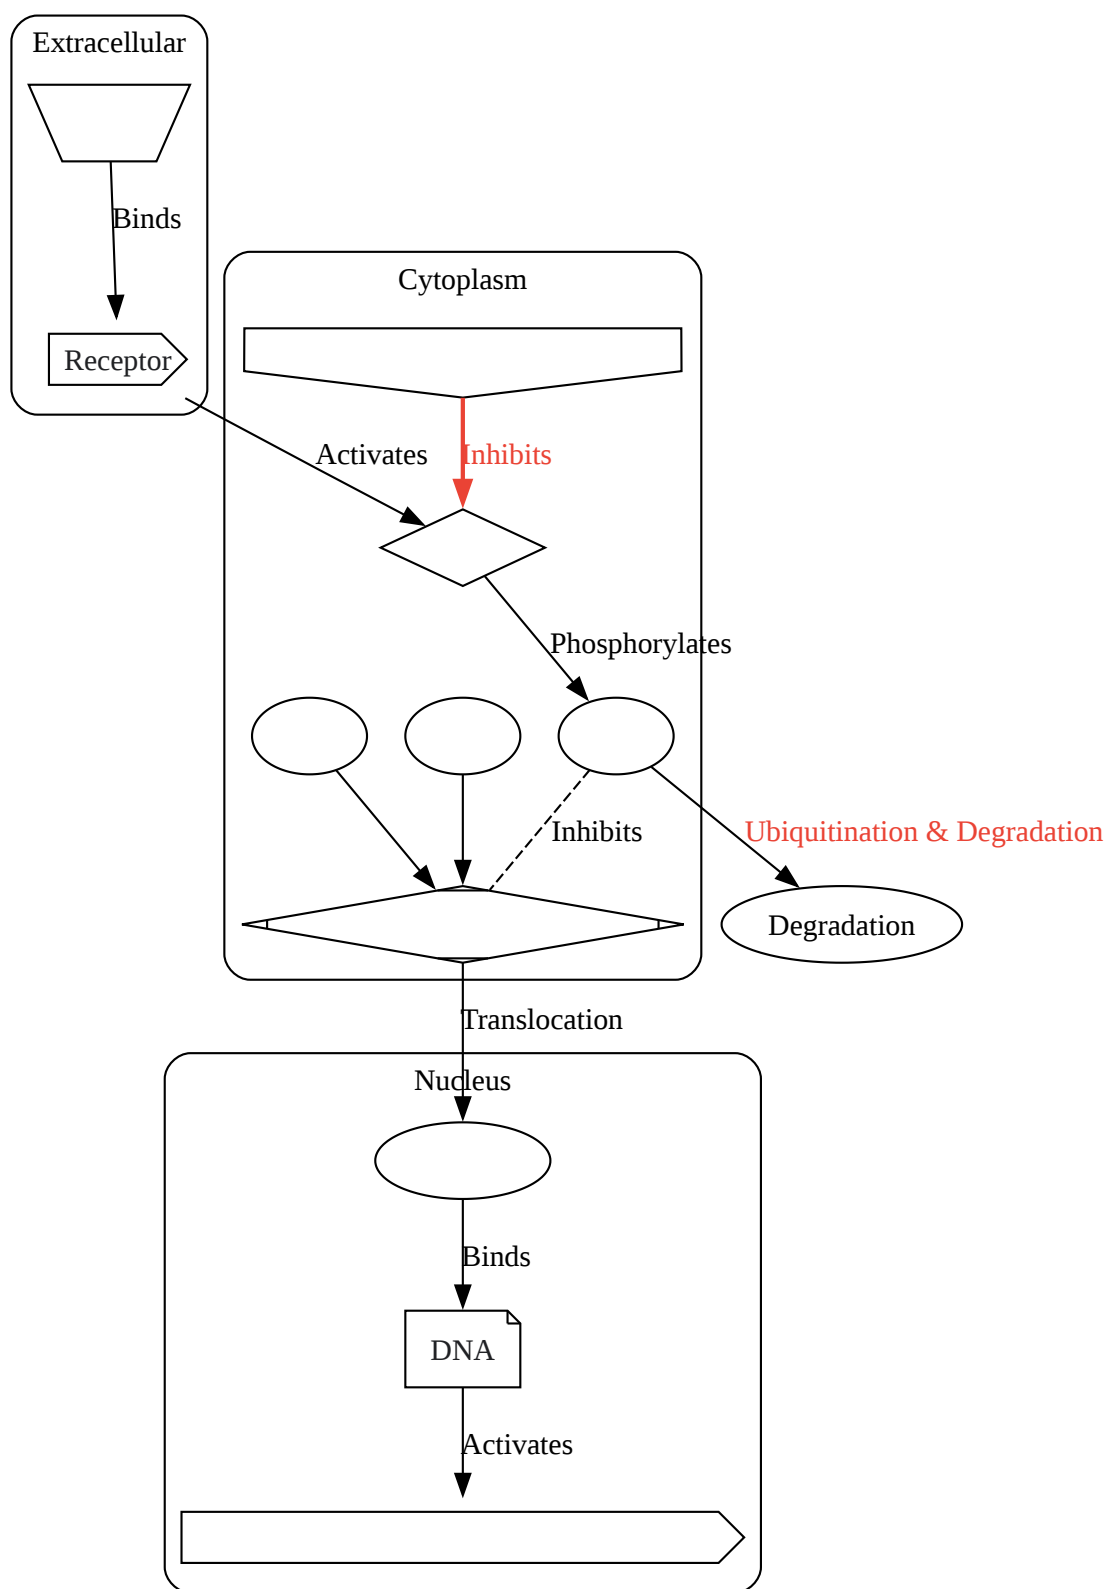 Extracellular
Binds
Receptor
Cytoplasm
Activates
Inhibits
Phosphorylates
Inhibits
Ubiquitination & Degradation
Degradation
Translocation
Nucleus
Binds
DNA
Activates